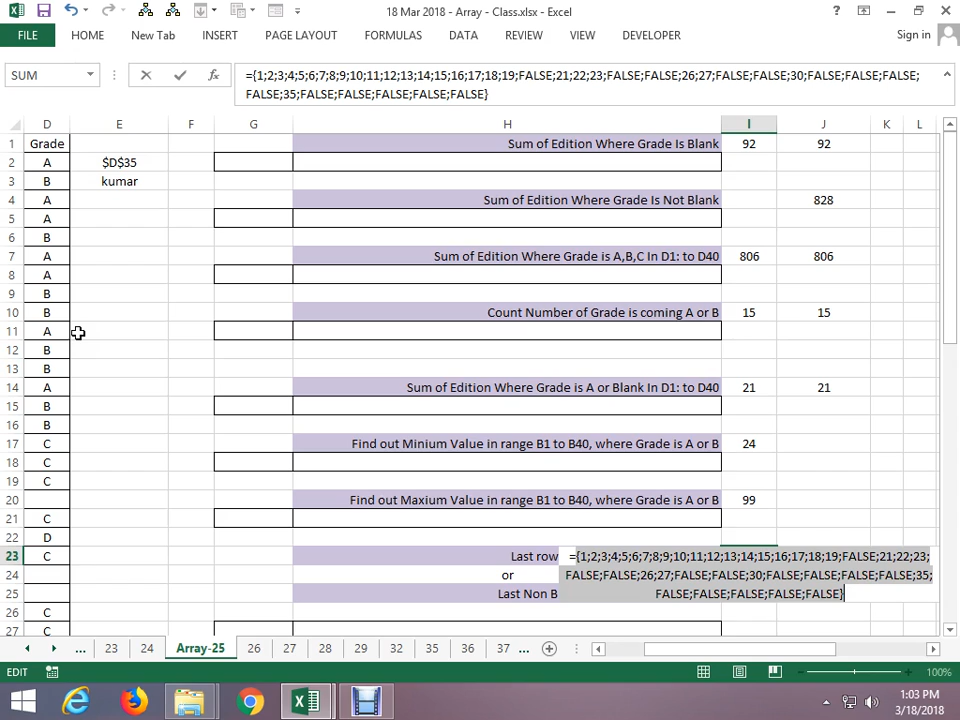 18 Mar 2018 - Array - Class.xlsx - Excel
FILE HOME New Tab INSERT PAGE LAYOUT FORMULAS DATA REVIEW VIEW DEVELOPER Sign in
SUM ={1;2;3;4;5;6;7;8;9;10;11;12;13;14;15;16;17;18;19;FALSE;21;22;23;FALSE;FALSE;26;27;FALSE;FALSE;30;FALSE;FALSE;FALSE;
FALSE;35;FALSE;FALSE;FALSE;FALSE;FALSE}
D E F G H I J K L
1 Grade Sum of Edition Where Grade Is Blank 92 92
2 A $D$35
3 B kumar
4 A Sum of Edition Where Grade Is Not Blank 828
5 A
6 B
7 A Sum of Edition Where Grade is A,B,C In D1: to D40 806 806
8 A
9 B
10 B Count Number of Grade is coming A or B 15 15
11 A
12 B
13 B
14 A Sum of Edition Where Grade is A or Blank In D1: to D40 21 21
15 B
16 B
17 C Find out Minium Value in range B1 to B40, where Grade is A or B 24
18 C
19 C
20 Find out Maxium Value in range B1 to B40, where Grade is A or B 99
21 C
22 D
23 C Last row ={1;2;3;4;5;6;7;8;9;10;11;12;13;14;15;16;17;18;19;FALSE;21;22;23;
24 or FALSE;FALSE;26;27;FALSE;FALSE;30;FALSE;FALSE;FALSE;FALSE;35;
25 Last Non B FALSE;FALSE;FALSE;FALSE;FALSE}
26 C
27 C
... 23 24 Array-25 26 27 28 29 32 35 36 37 ...
EDIT 100%
1:03 PM
3/18/2018